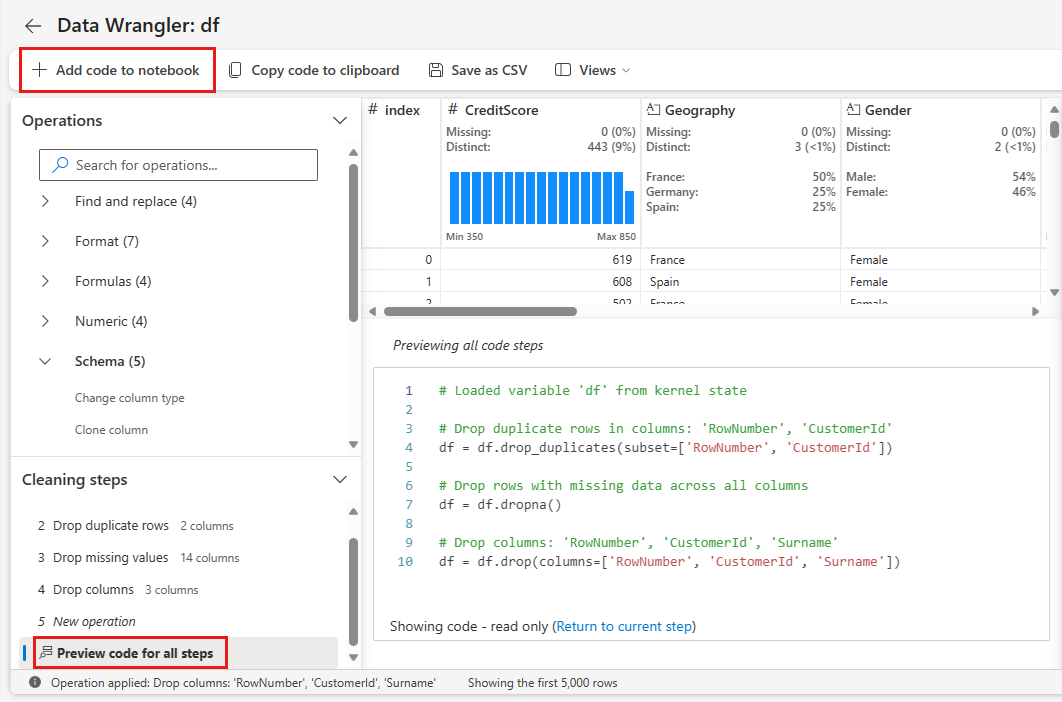 Data Wrangler: df
Add code to notebook Copy code to clipboard Save as CSV Views
Operations
Search for operations...
Find and replace (4)
Format (7)
Formulas (4)
Numeric (4)
Schema (5)
Change column type
Clone column
Cleaning steps
2 Drop duplicate rows 2 columns
3 Drop missing values 14 columns
4 Drop columns 3 columns
5 New operation
Preview code for all steps
# index # CreditScore Geography Gender
Missing: 0 (0%) Missing: 0 (0%) Missing: 0 (0%)
Distinct: 443 (9%) Distinct: 3 (<1%) Distinct: 2 (<1%)
France: 50% Male: 54%
Germany: 25% Female: 46%
Spain: 25%
Min 350 Max 850
0 619 France Female
1 608 Spain Female
2 502 France Female
Previewing all code steps
1 # Loaded variable 'df' from kernel state
2
3 # Drop duplicate rows in columns: 'RowNumber', 'CustomerId'
4 df = df.drop_duplicates(subset=['RowNumber', 'CustomerId'])
5
6 # Drop rows with missing data across all columns
7 df = df.dropna()
8
9 # Drop columns: 'RowNumber', 'CustomerId', 'Surname'
10 df = df.drop(columns=['RowNumber', 'CustomerId', 'Surname'])
Showing code - read only (Return to current step)
Operation applied: Drop columns: 'RowNumber', 'CustomerId', 'Surname' Showing the first 5,000 rows